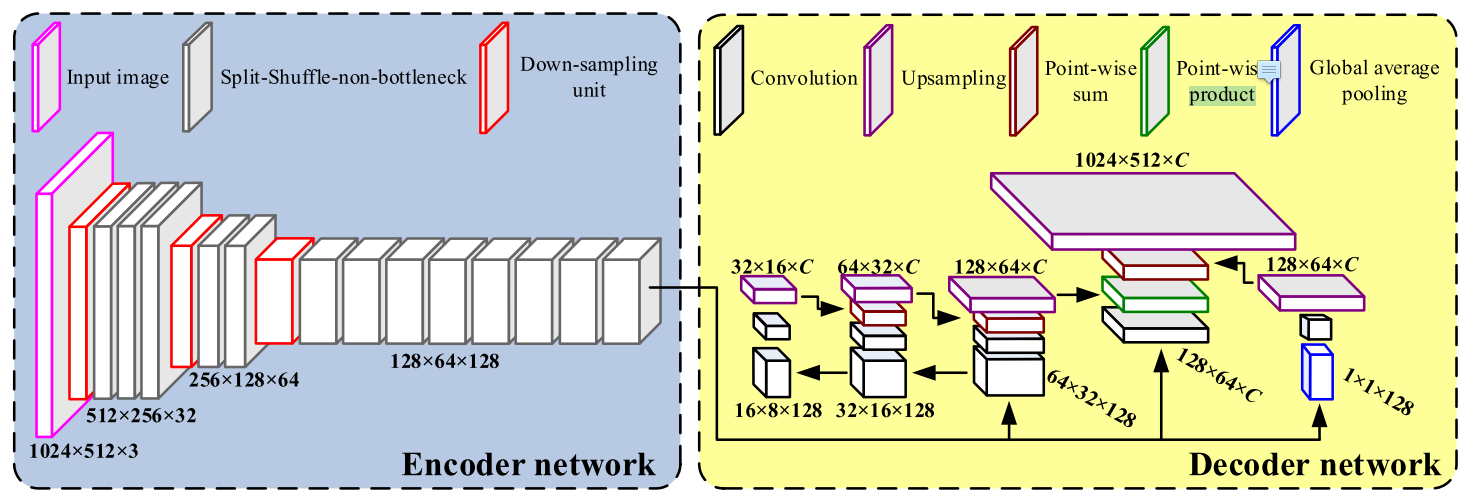 Input image
Split-Shuffle-non-bottleneck
Down-sampling
unit
1024×512×3
512×256×32
256×128×64
128×64×128
Encoder network
Convolution
Upsampling
Point-wise
sum
Point-wis
product
Global average
pooling
1024×512×C
32×16×C
64×32×C
128×64×C
128×64×C
16×8×128
32×16×128
64×32×128
128×64×C
1×1×128
Decoder network